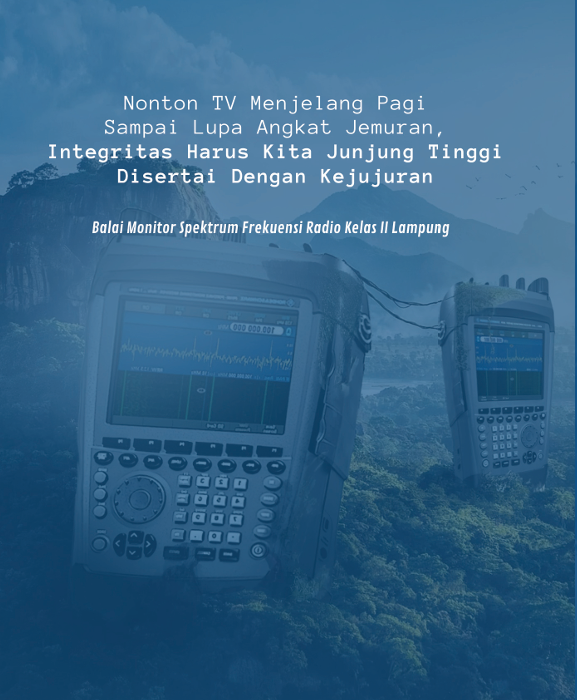 Nonton TV Menjelang Pagi
Sampai Lupa Angkat Jemuran,
Integritas Harus Kita Junjung Tinggi
Disertai Dengan Kejujuran
Balai Monitor Spektrum Frekuensi Radio Kelas II Lampung